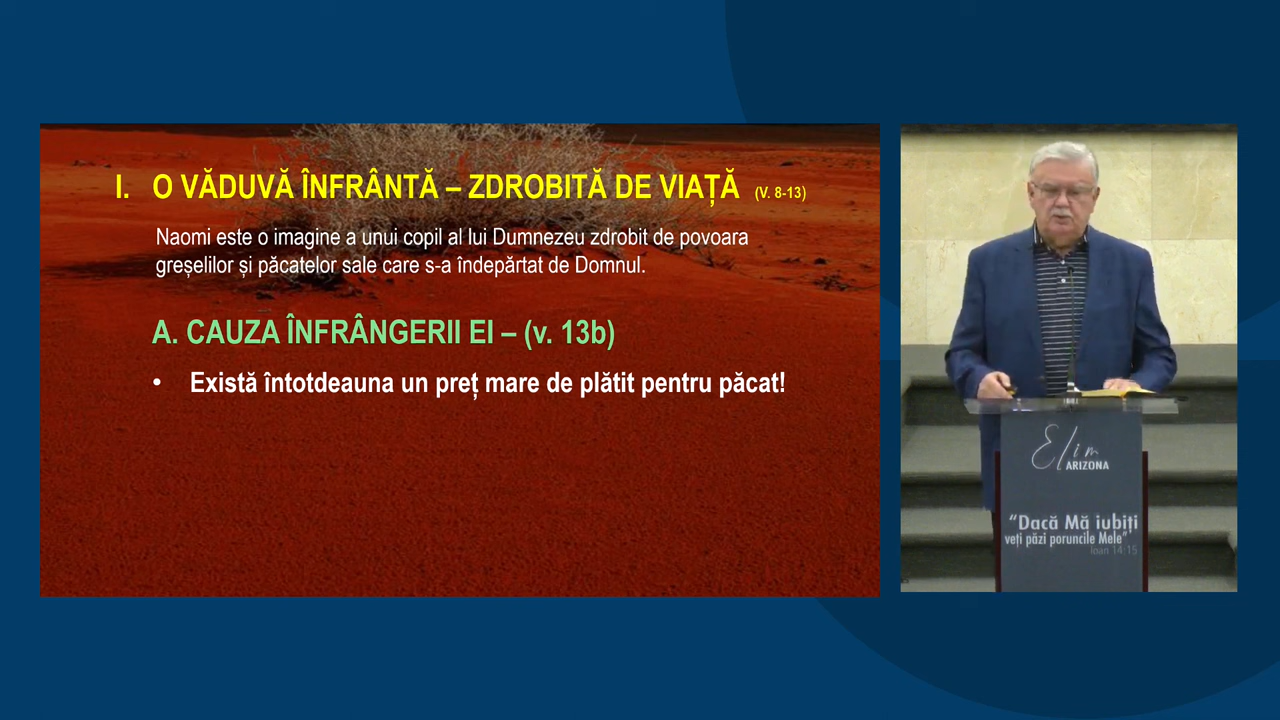 I. O VĂDUVĂ ÎNFRÂNTĂ – ZDROBITĂ DE VIAȚĂ (V. 8-13)
Naomi este o imagine a unui copil al lui Dumnezeu zdrobit de povoara
greșelilor și păcatelor sale care s-a îndepărtat de Domnul.
A. CAUZA ÎNFRÂNGERII EI – (v. 13b)
• Există întotdeauna un preț mare de plătit pentru păcat!
Elim
ARIZONA
“Dacă Mă iubiți
veți păzi poruncile Mele”
Ioan 14:15